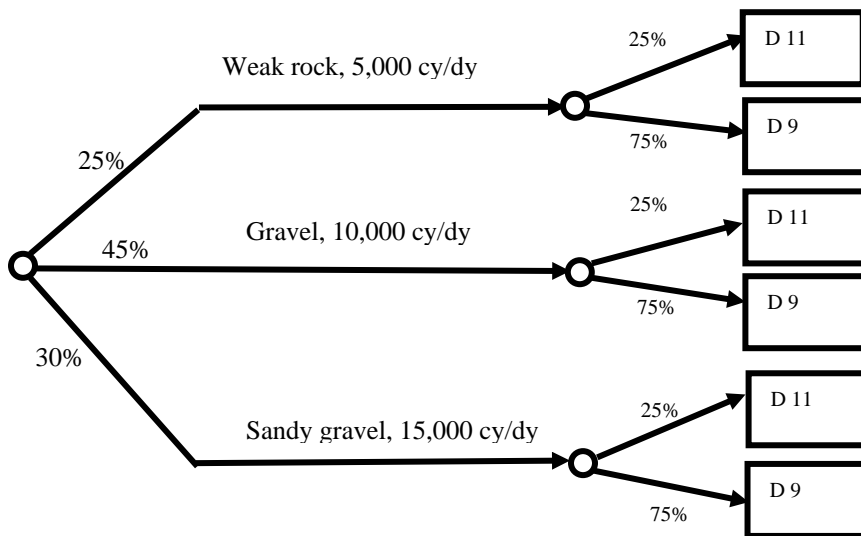 25%
D 11
Weak rock, 5,000 cy/dy
75%
D 9
25%
25%
D 11
45%
Gravel, 10,000 cy/dy
75%
D 9
30%
25%
D 11
Sandy gravel, 15,000 cy/dy
75%
D 9